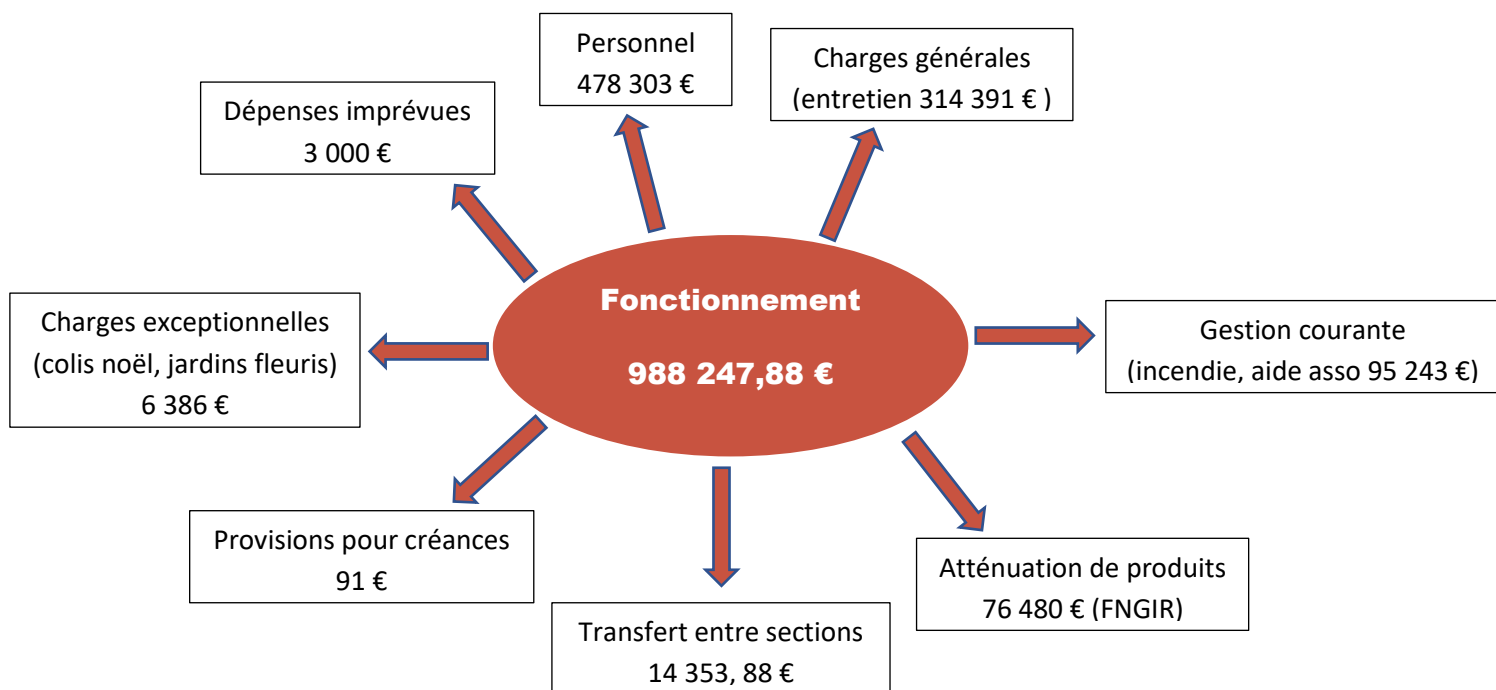 Personnel
478 303 €
Charges générales
(entretien 314 391 € )
Dépenses imprévues
3 000 €
Fonctionnement
988 247,88 €
Charges exceptionnelles
(colis noël, jardins fleuris)
6 386 €
Gestion courante
(incendie, aide asso 95 243 €)
Provisions pour créances
91 €
Atténuation de produits
76 480 € (FNGIR)
Transfert entre sections
14 353, 88 €